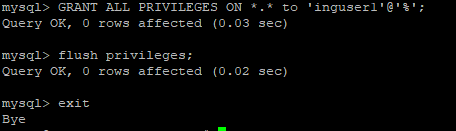 mysql> GRANT ALL PRIVILEGES ON *.* to 'inguser1'@'%';
Query OK, 0 rows affected (0.03 sec)
mysql> flush privileges;
Query OK, 0 rows affected (0.02 sec)
mysql> exit
Bye